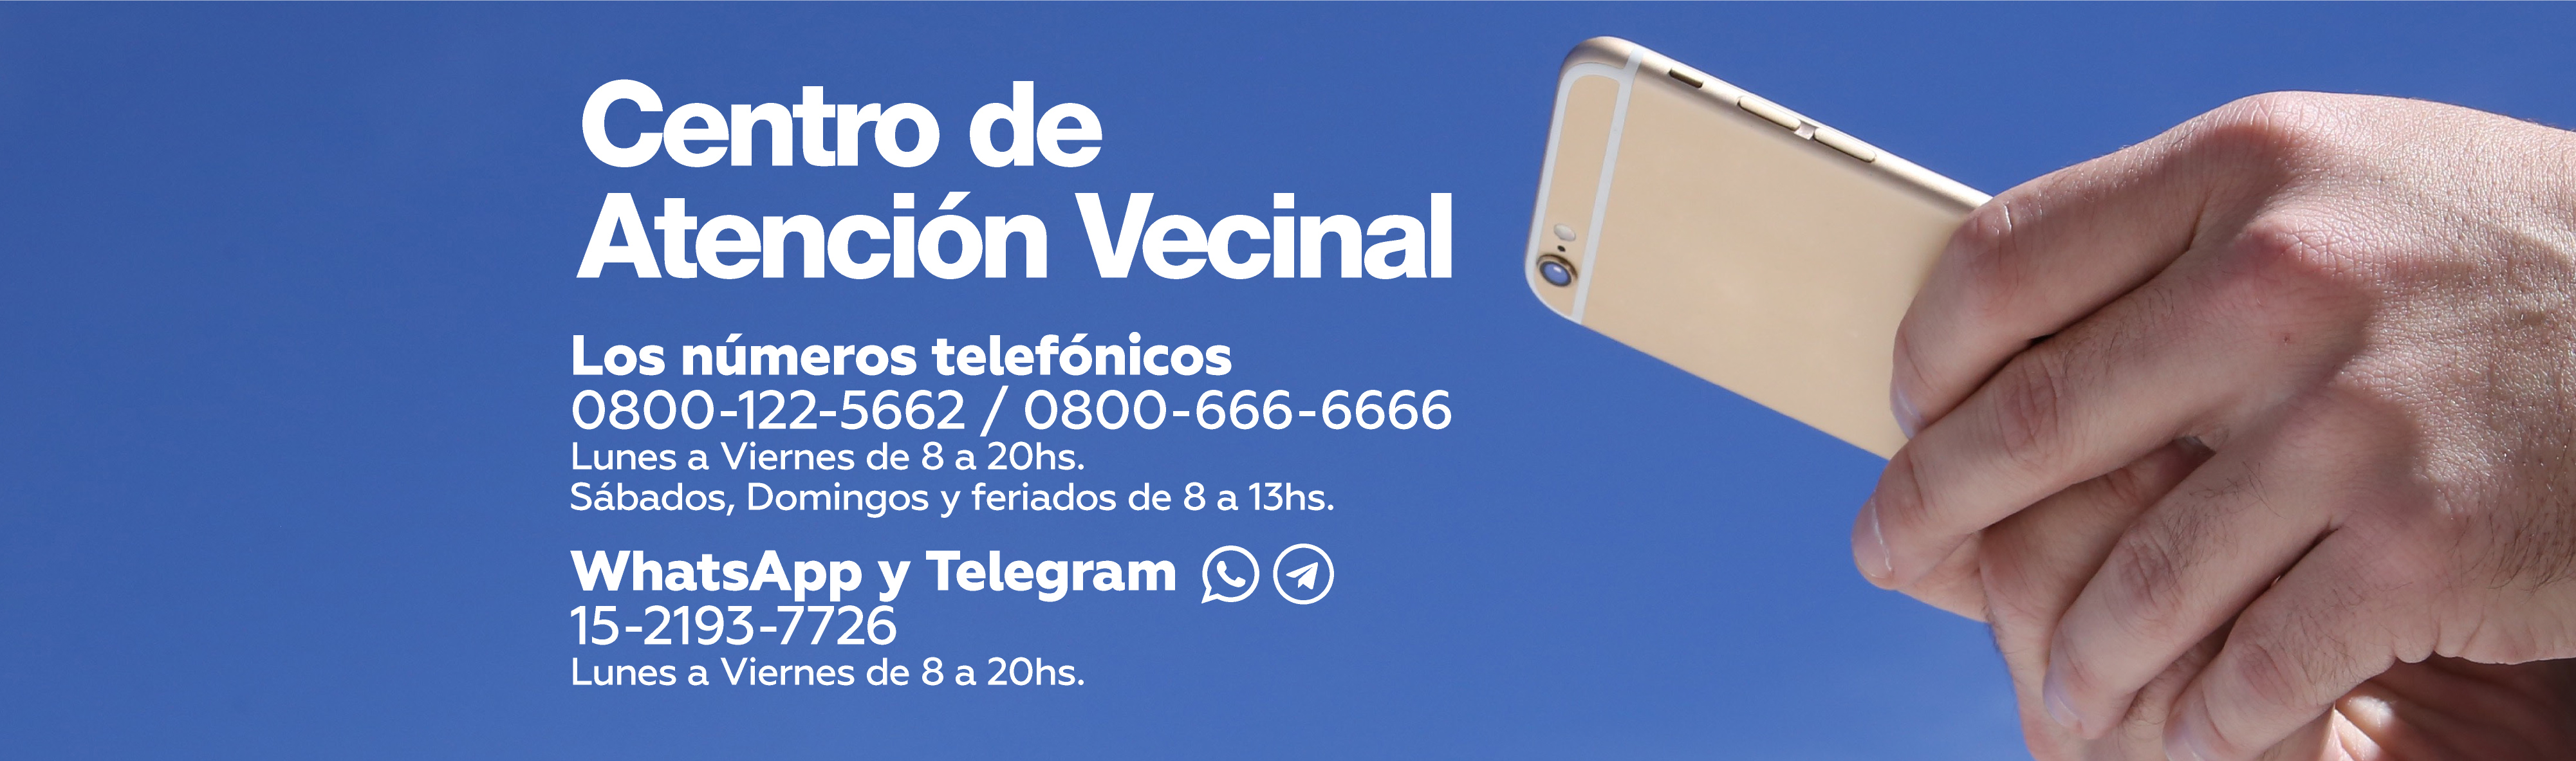 Centro de
Atención Vecinal
Los números telefónicos
0800-122-5662 / 0800-666-6666
Lunes a Viernes de 8 a 20hs.
Sábados, Domingos y feriados de 8 a 13hs.
WhatsApp y Telegram
15-2193-7726
Lunes a Viernes de 8 a 20hs.